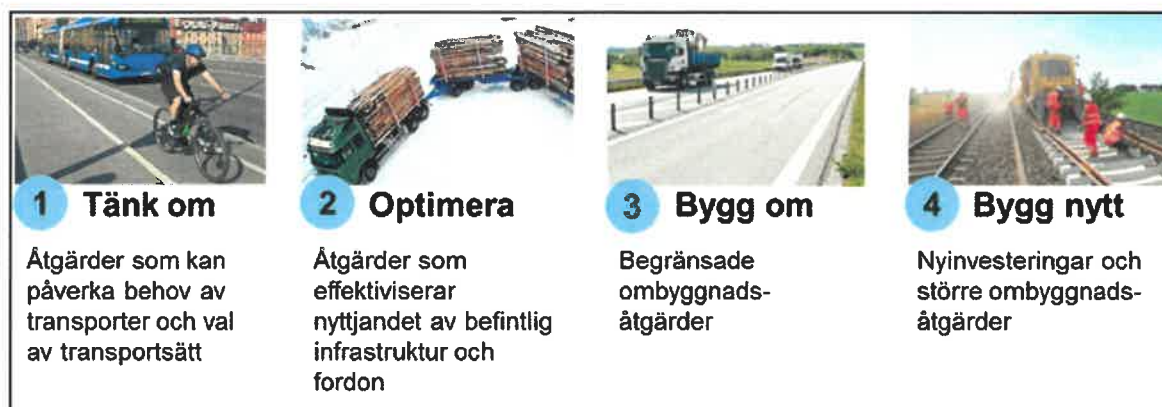 1 Tänk om
Åtgärder som kan
påverka behov av
transporter och val
av transportsätt
2 Optimera
Åtgärder som
effektiviserar
nyttjandet av befintlig
infrastruktur och
fordon
3 Bygg om
Begränsade
ombyggnads-
åtgärder
4 Bygg nytt
Nyinvesteringar och
större ombyggnads-
åtgärder